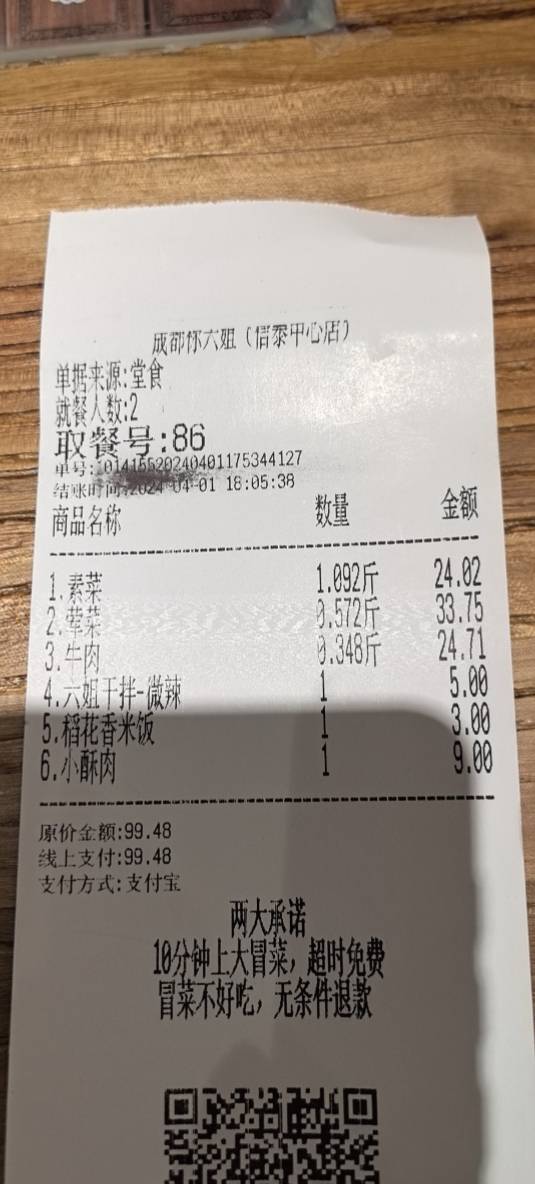 成都你六姐（信泰中心店）
单据来源:堂食
就餐人数:2
取餐号:86
单号: 01415520240401175344127
结账时间:2024-04-01 18:05:38
商品名称 数量 金额
1.素菜 1.092斤 24.02
2.荤菜 0.572斤 33.75
3.牛肉 0.348斤 24.71
4.六姐干拌-微辣 1 5.00
5.稻花香米饭 1 3.00
6.小酥肉 1 9.00
原价金额:99.48
线上支付:99.48
支付方式:支付宝
两大承诺
10分钟上大冒菜，超时免费
冒菜不好吃，无条件退款